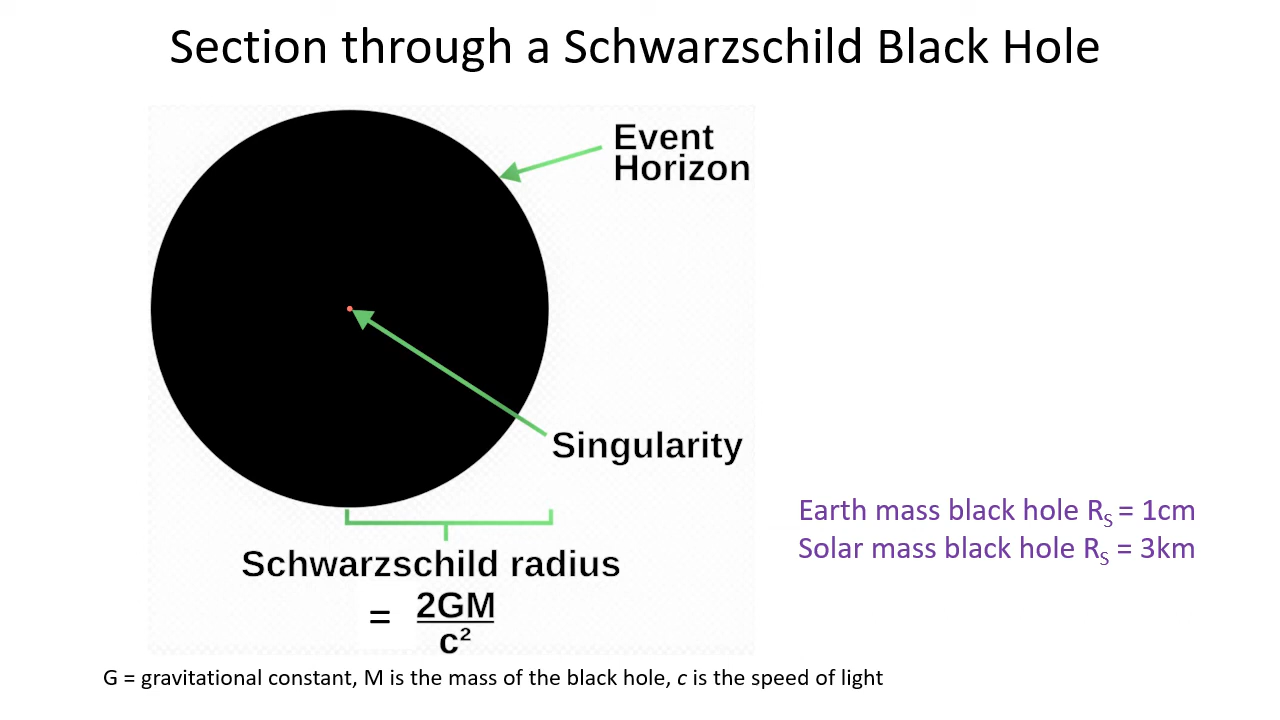 Section through a Schwarzschild Black Hole
Event
Horizon
Singularity
Earth mass black hole RS = 1cm
Solar mass black hole RS = 3km
Schwarzschild radius
= 2GM
c²
G = gravitational constant, M is the mass of the black hole, c is the speed of light